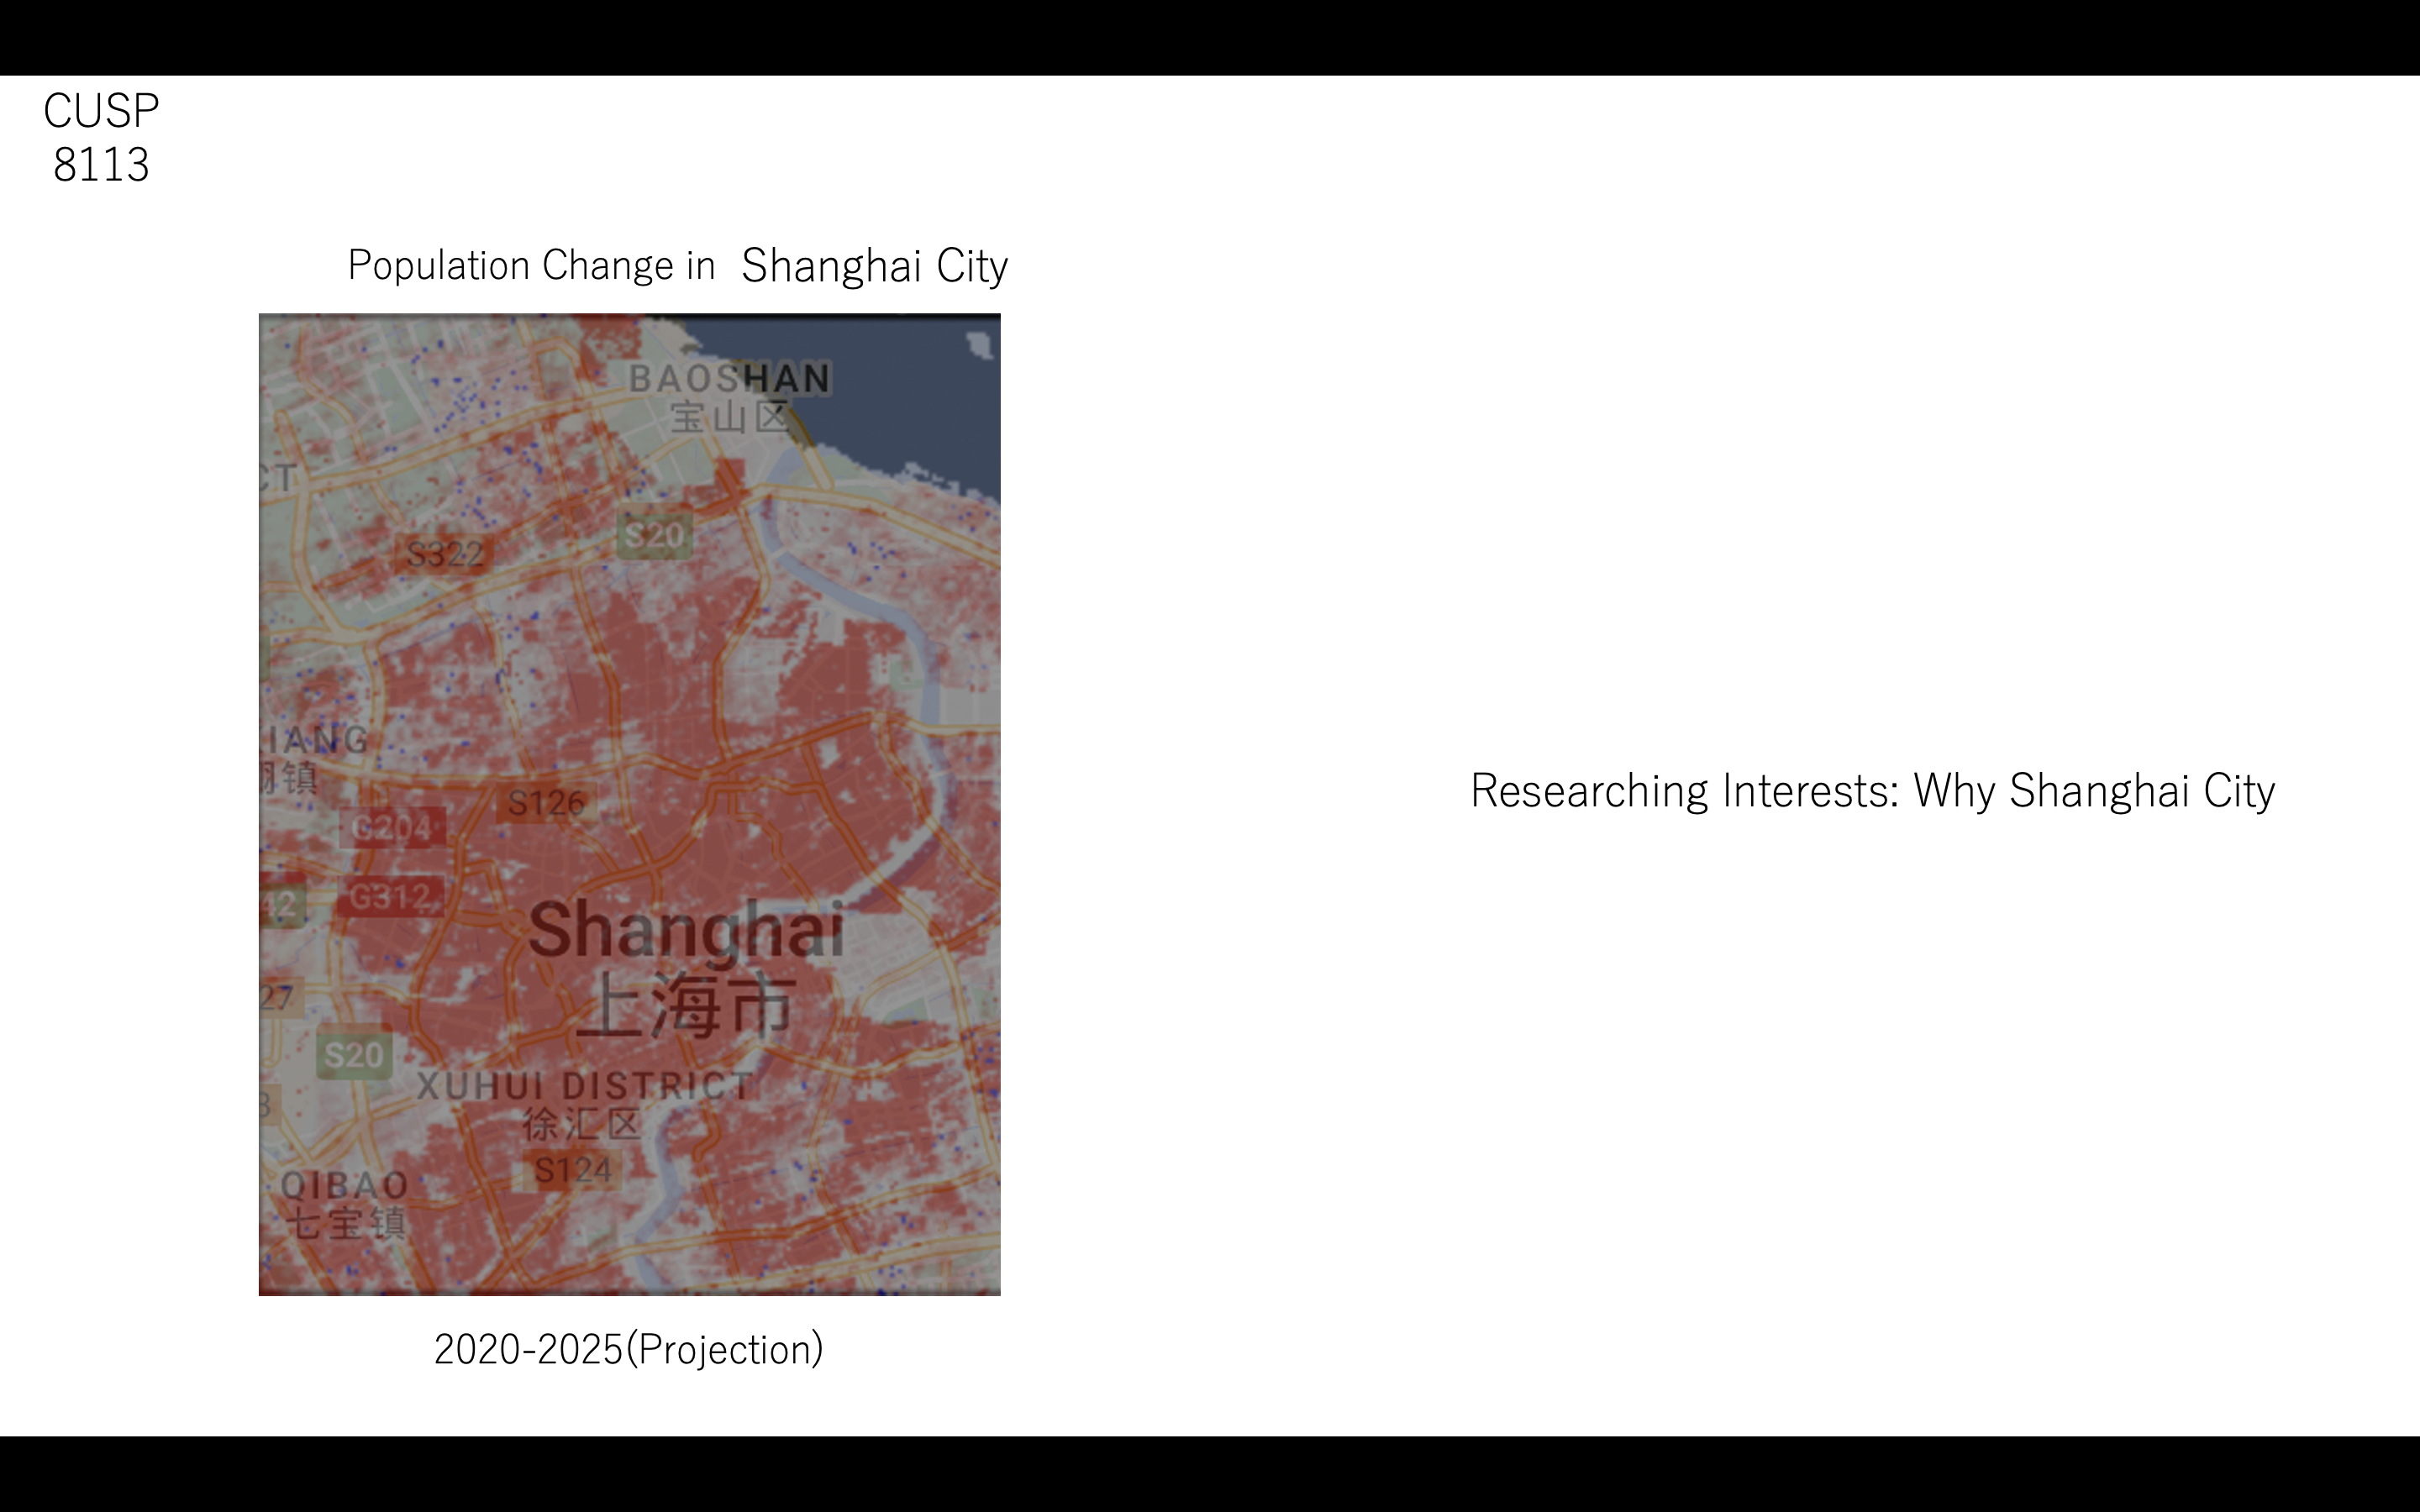 CUSP
8113
Population Change in Shanghai City
BAOSHAN
宝山区
CT
S20
S322
IANG
翔镇
S126
G204
G312
42
Shanghai
上海市
27
S20
XUHUI DISTRICT
徐汇区
S124
QIBAO
七宝镇
Researching Interests: Why Shanghai City
2020-2025(Projection)